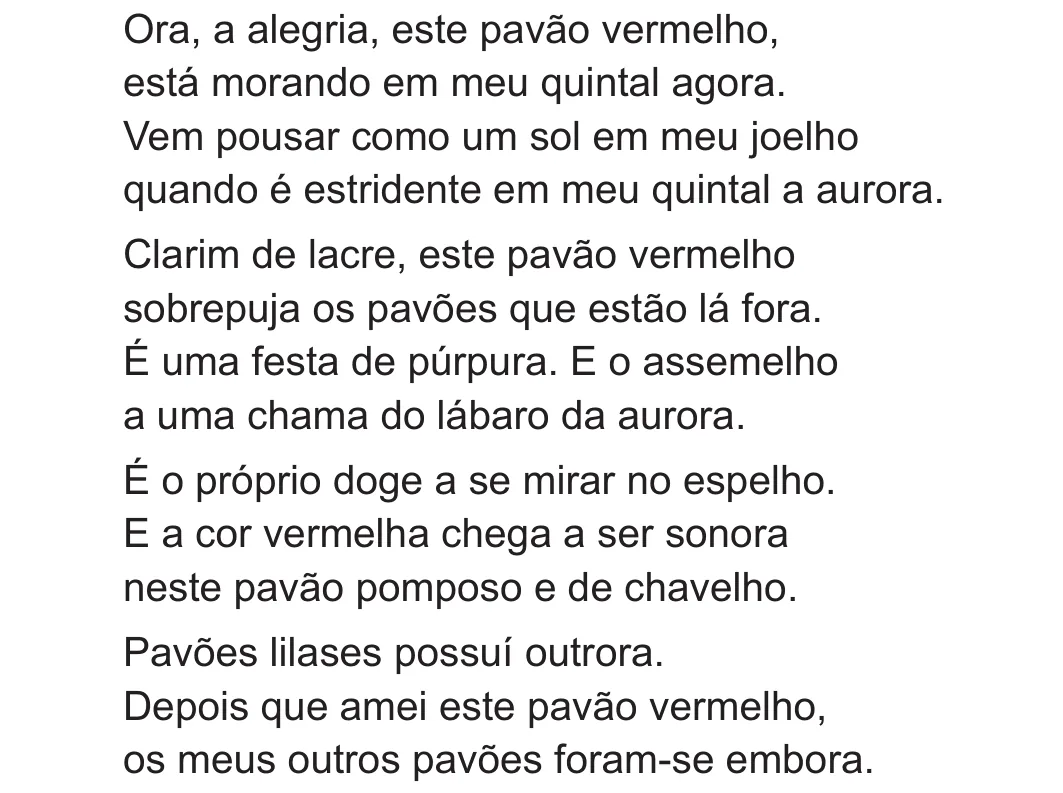 Ora, a alegria, este pavão vermelho,
está morando em meu quintal agora.
Vem pousar como um sol em meu joelho
quando é estridente em meu quintal a aurora.
Clarim de lacre, este pavão vermelho
sobrepuja os pavões que estão lá fora.
É uma festa de púrpura. E o assemelho
a uma chama do lábaro da aurora.
É o próprio doge a se mirar no espelho.
E a cor vermelha chega a ser sonora
neste pavão pomposo e de chavelho.
Pavões lilases possuí outrora.
Depois que amei este pavão vermelho,
os meus outros pavões foram-se embora.